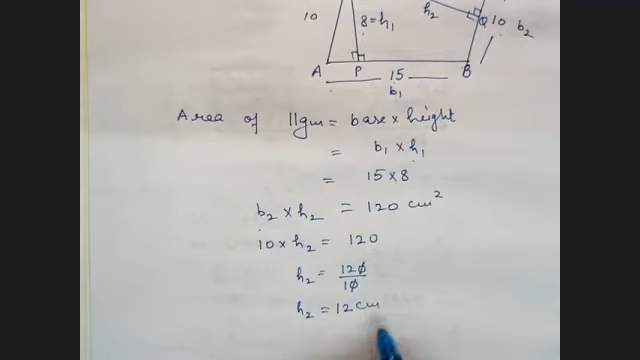 10
8=h₁
h₂
Q 10 b₂
A P 15 B
b₁
Area of 11gm = base × height
= b₁ × h₁
= 15 × 8
b₂ × h₂ = 120 cm²
10 × h₂ = 120
h₂ = 120/10
h₂ = 12 cm